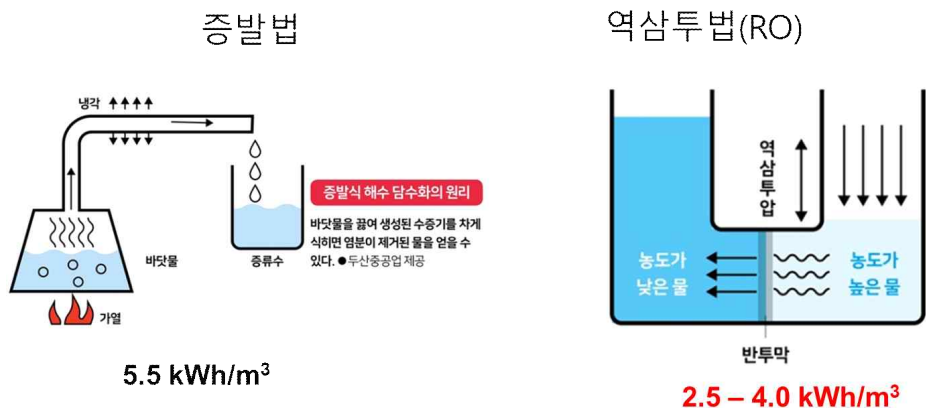 증발법
냉각
증발식 해수 담수화의 원리
바닷물을 끓여 생성된 수증기를 차게
식히면 염분이 제거된 물을 얻을 수
있다. ●두산중공업 제공
바닷물
증류수
가열
5.5 kWh/m³
역삼투법(RO)
역삼투압
농도가
낮은 물
농도가
높은 물
반투막
2.5 – 4.0 kWh/m³